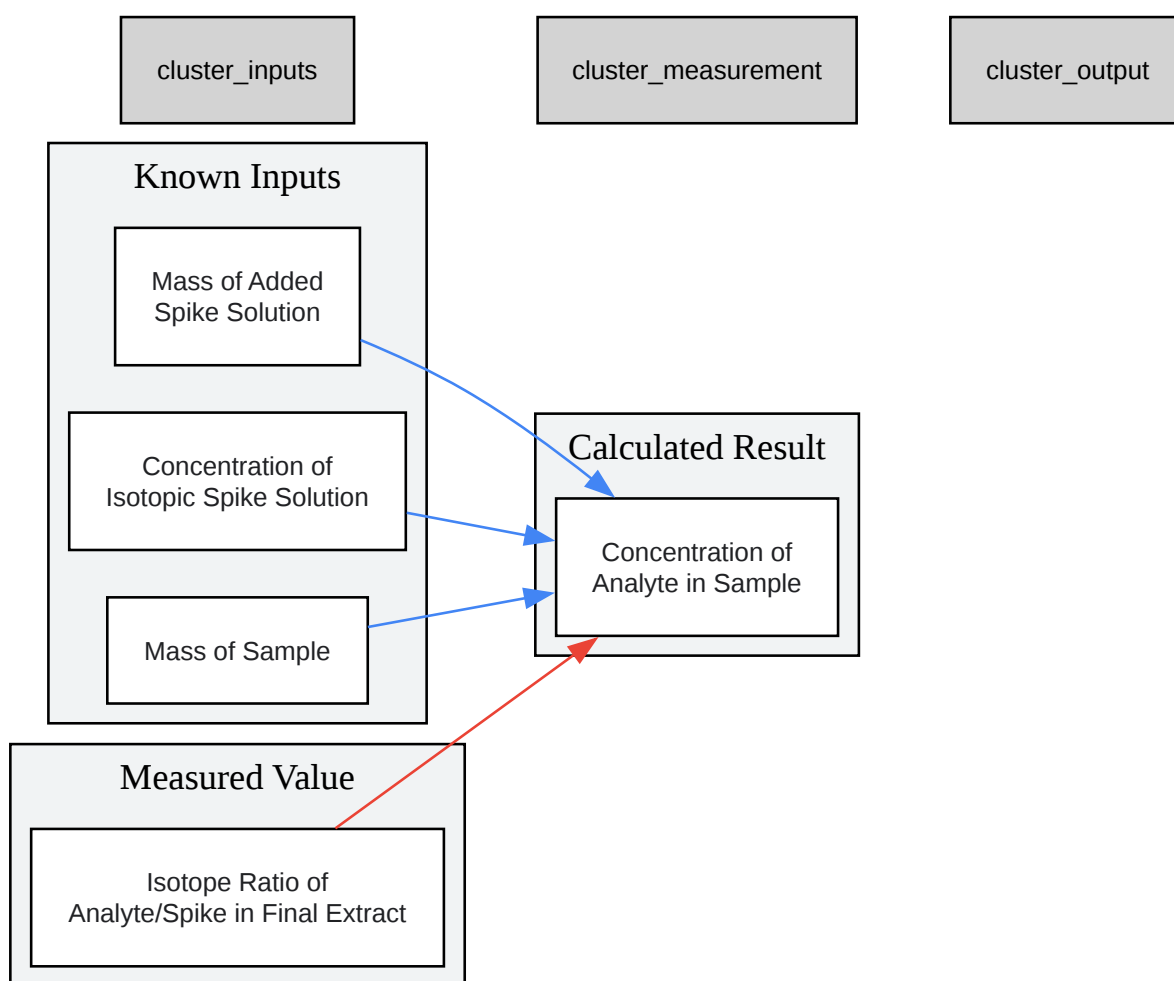 cluster_inputs
cluster_measurement
cluster_output
Known Inputs
Mass of Added
Spike Solution
Concentration of
Isotopic Spike Solution
Mass of Sample
Calculated Result
Concentration of
Analyte in Sample
Measured Value
Isotope Ratio of
Analyte/Spike in Final Extract